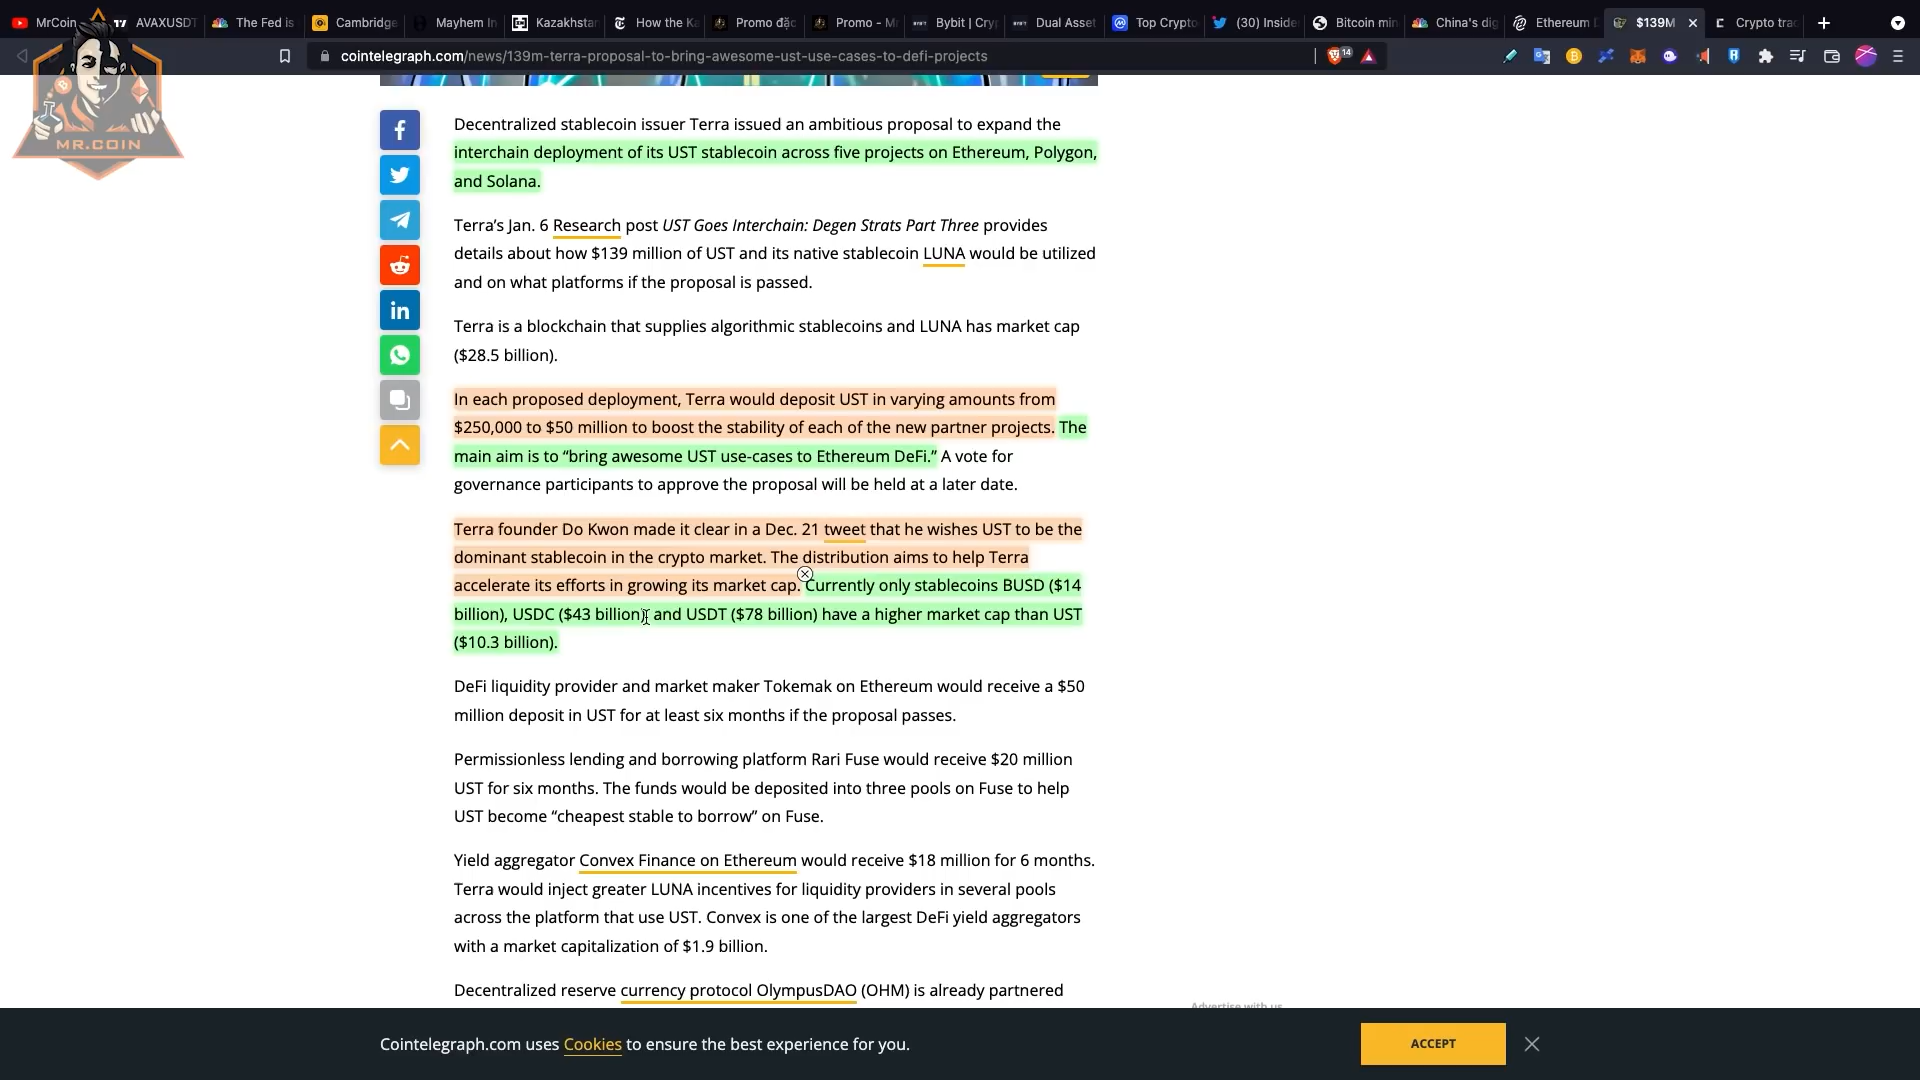 MrCoin
AVAXUSDT
The Fed is
Cambridge
Mayhem In
Kazakhstan
How the Ka
Promo đặc
Promo - Mr
Bybit | Cryp
Dual Asset
Top Crypto
(30) Inside
Bitcoin min
China's dig
Ethereum D
$139M
Crypto trac
cointelegraph.com/news/139m-terra-proposal-to-bring-awesome-ust-use-cases-to-defi-projects
14
MR.COIN
Decentralized stablecoin issuer Terra issued an ambitious proposal to expand the
interchain deployment of its UST stablecoin across five projects on Ethereum, Polygon,
and Solana.
Terra’s Jan. 6 Research post UST Goes Interchain: Degen Strats Part Three provides
details about how $139 million of UST and its native stablecoin LUNA would be utilized
and on what platforms if the proposal is passed.
Terra is a blockchain that supplies algorithmic stablecoins and LUNA has market cap
($28.5 billion).
In each proposed deployment, Terra would deposit UST in varying amounts from
$250,000 to $50 million to boost the stability of each of the new partner projects. The
main aim is to “bring awesome UST use-cases to Ethereum DeFi.” A vote for
governance participants to approve the proposal will be held at a later date.
Terra founder Do Kwon made it clear in a Dec. 21 tweet that he wishes UST to be the
dominant stablecoin in the crypto market. The distribution aims to help Terra
accelerate its efforts in growing its market cap. Currently only stablecoins BUSD ($14
billion), USDC ($43 billion) and USDT ($78 billion) have a higher market cap than UST
($10.3 billion).
DeFi liquidity provider and market maker Tokemak on Ethereum would receive a $50
million deposit in UST for at least six months if the proposal passes.
Permissionless lending and borrowing platform Rari Fuse would receive $20 million
UST for six months. The funds would be deposited into three pools on Fuse to help
UST become “cheapest stable to borrow” on Fuse.
Yield aggregator Convex Finance on Ethereum would receive $18 million for 6 months.
Terra would inject greater LUNA incentives for liquidity providers in several pools
across the platform that use UST. Convex is one of the largest DeFi yield aggregators
with a market capitalization of $1.9 billion.
Decentralized reserve currency protocol OlympusDAO (OHM) is already partnered
Advertise with us
Cointelegraph.com uses Cookies to ensure the best experience for you.
ACCEPT